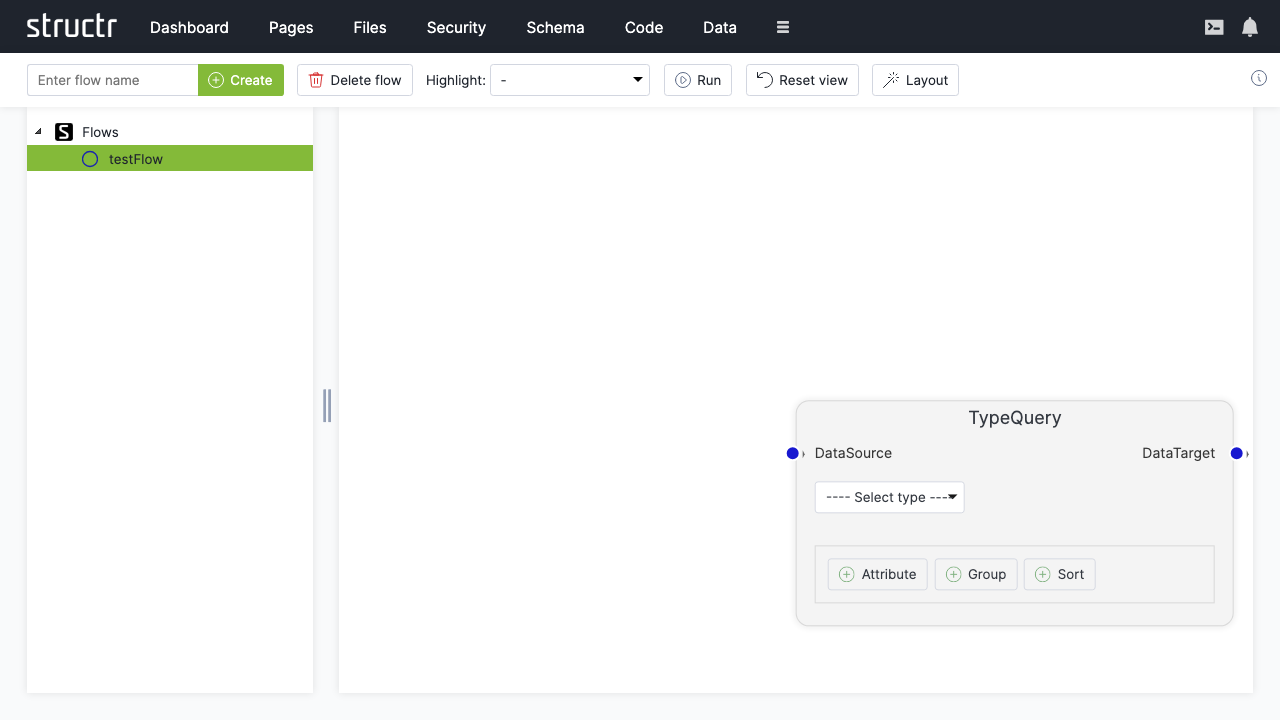 structr Dashboard Pages Files Security Schema Code Data
Enter flow name Create Delete flow Highlight: - Run Reset view Layout
Flows
testFlow
TypeQuery
DataSource DataTarget
---- Select type ----
Attribute Group Sort